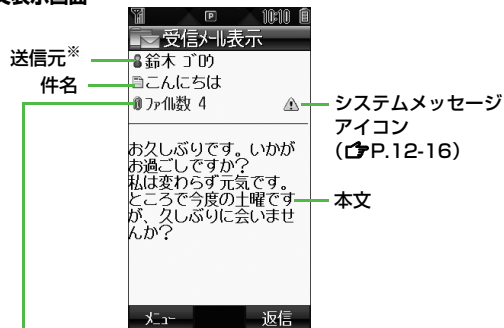 表示画面
10:10
受信ﾒｰﾙ表示
送信元※
鈴木 ｺﾞﾛｳ
件名
こんにちは
ﾌｧｲﾙ数 4
システムメッセージ
アイコン
(P.12-16)
お久しぶりです。いかが
お過ごしですか?
私は変わらず元気です。
ところで今度の土曜です
が、久しぶりに会いませ
んか?
本文
ﾒﾆｭｰ
返信